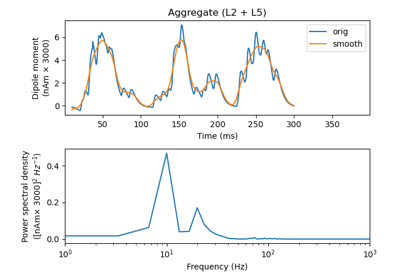 Aggregate (L2 + L5)
orig
smooth
Dipole moment
(nAm × 3000)
6
4
2
0
50 100 150 200 250 300 350
Time (ms)
Power spectral density
([nAm× 3000]² Hz⁻¹)
0.4
0.2
0.0
10⁰ 10¹ 10² 10³
Frequency (Hz)